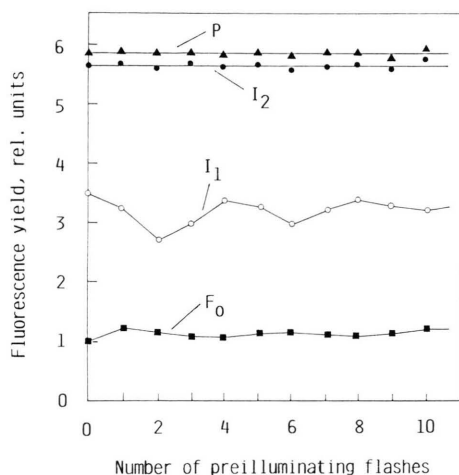 Fluorescence yield, rel. units
6
5
4
3
2
1
0
P
I2
I1
Fo
0 2 4 6 8 10
Number of preilluminating flashes